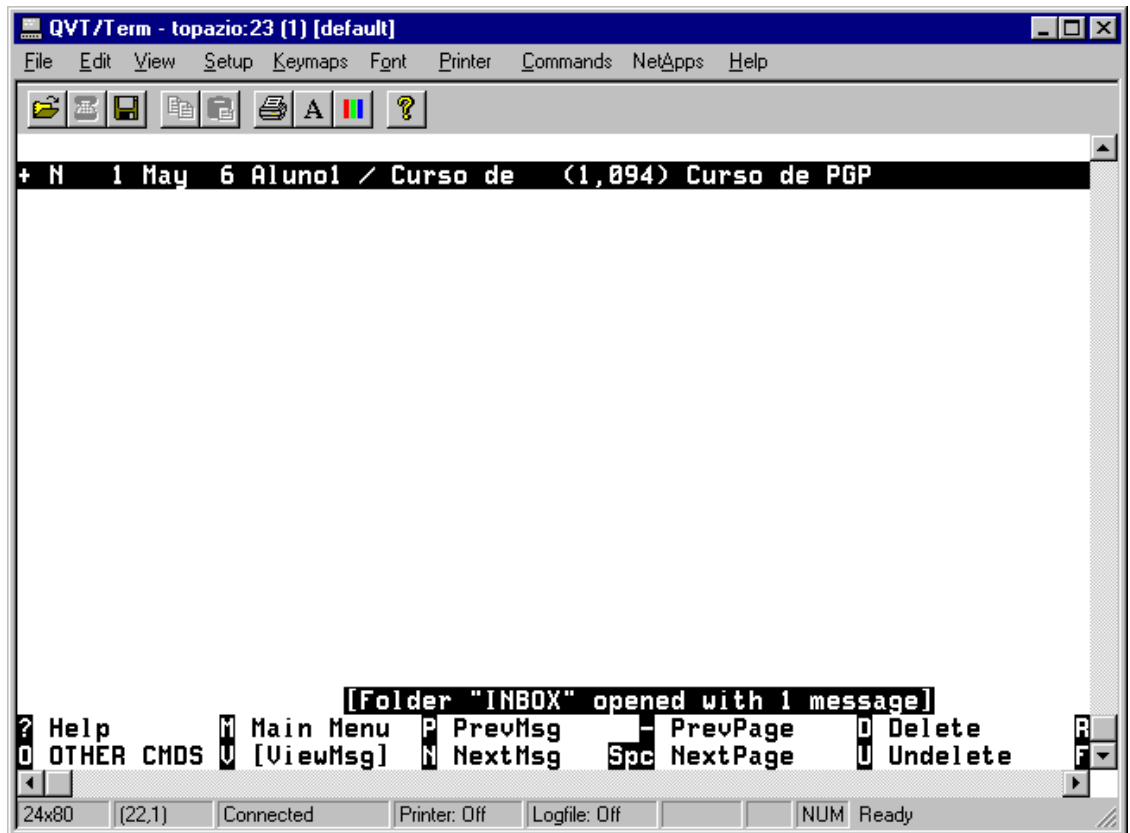 QVT/Term - topazio:23 (1) [default]
File Edit View Setup Keymaps Font Printer Commands NetApps Help
A
+ N 1 May 6 Aluno1 / Curso de (1,094) Curso de PGP
[Folder "INBOX" opened with 1 message]
? Help M Main Menu P PrevMsg - PrevPage D Delete R
O OTHER CMDS V [ViewMsg] N NextMsg Spc NextPage U Undelete F
24x80 (22,1) Connected Printer: Off Logfile: Off NUM Ready